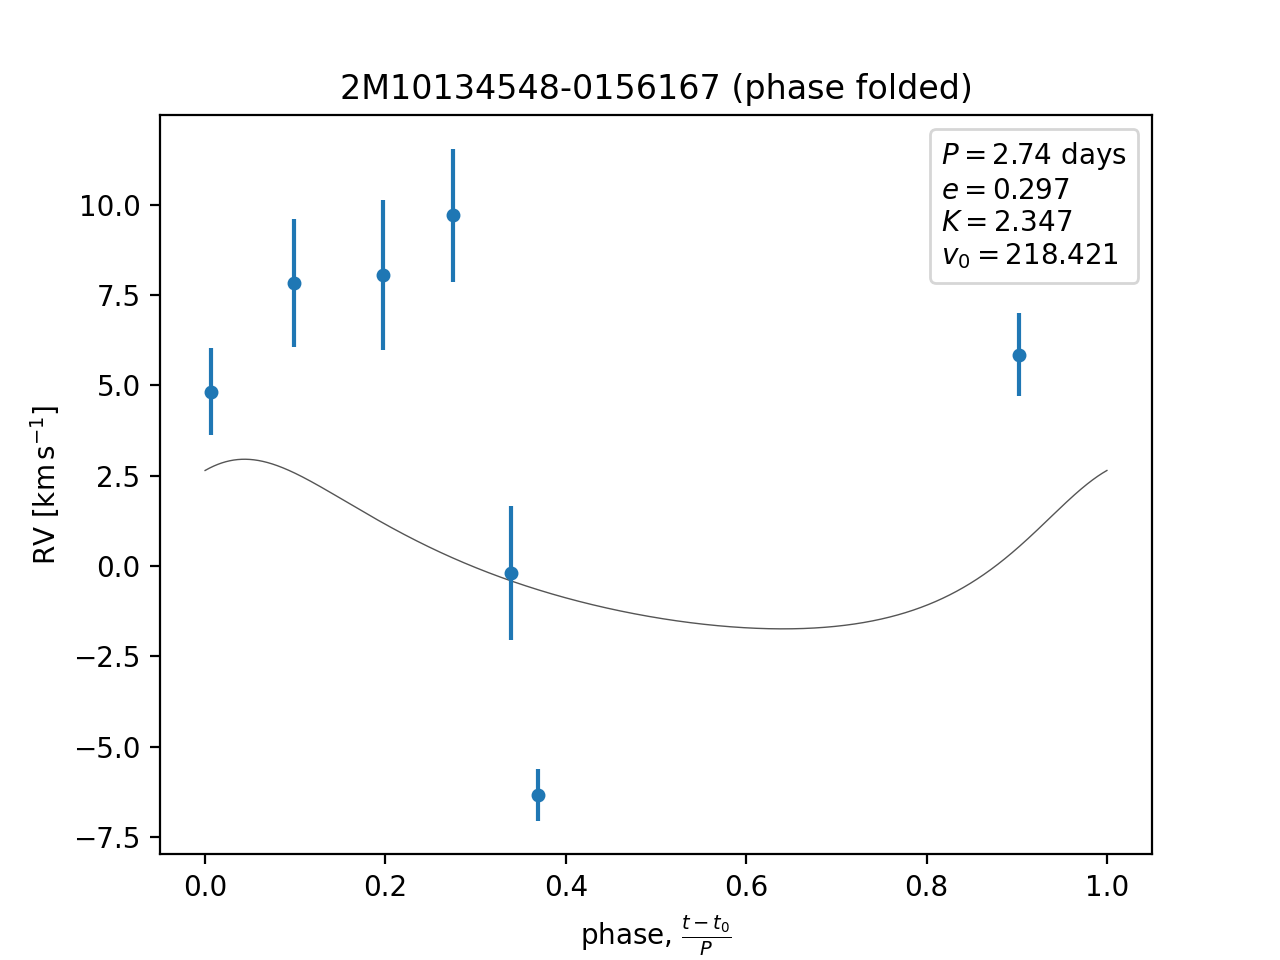 2M10134548-0156167 (phase folded)
P = 2.74 days
e = 0.297
K = 2.347
v₀ = 218.421
RV [km s⁻¹]
10.0
7.5
5.0
2.5
0.0
−2.5
−5.0
−7.5
0.0 0.2 0.4 0.6 0.8 1.0
phase, (t − t₀)/P